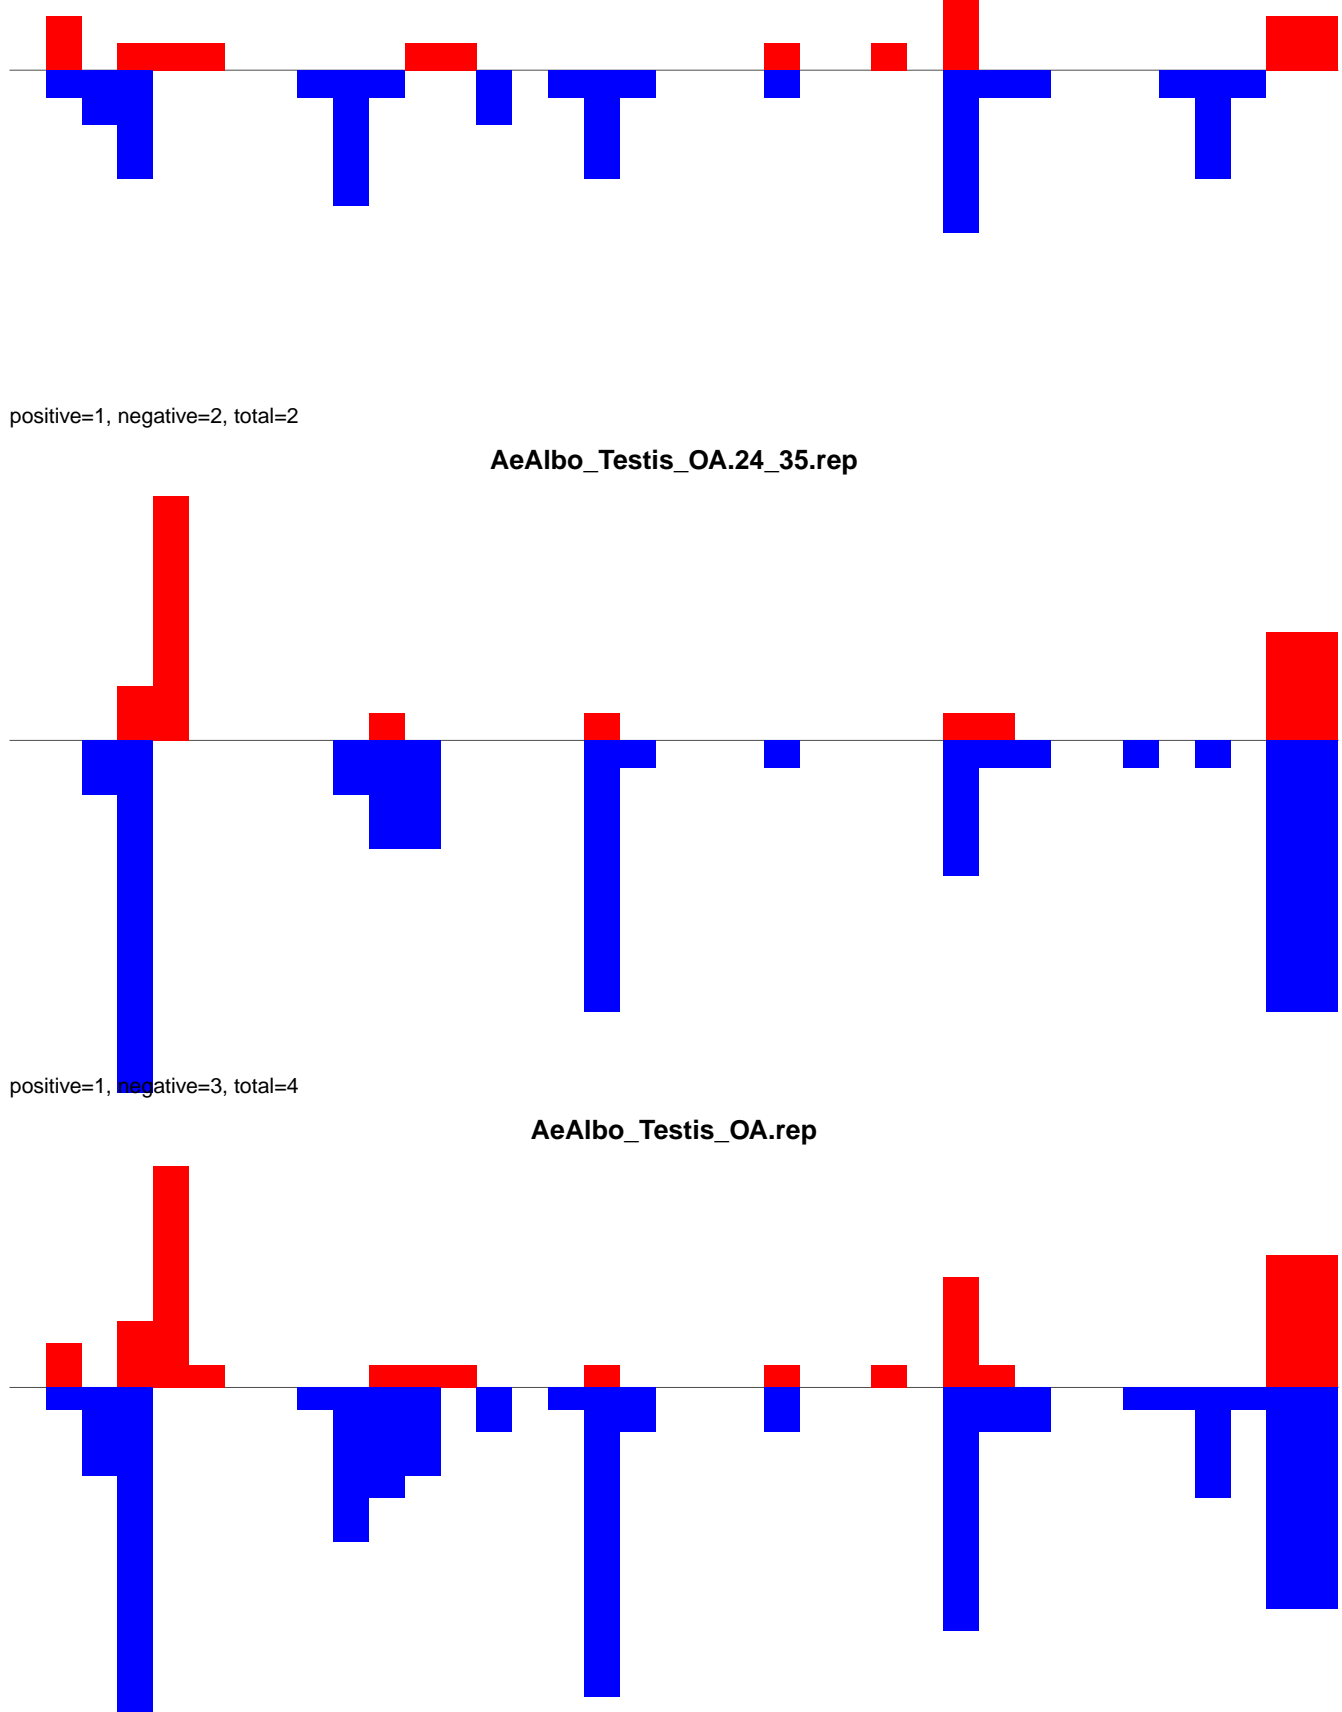 positive=1, negative=2, total=2
AeAlbo_Testis_OA.24_35.rep
positive=1, negative=3, total=4
AeAlbo_Testis_OA.rep